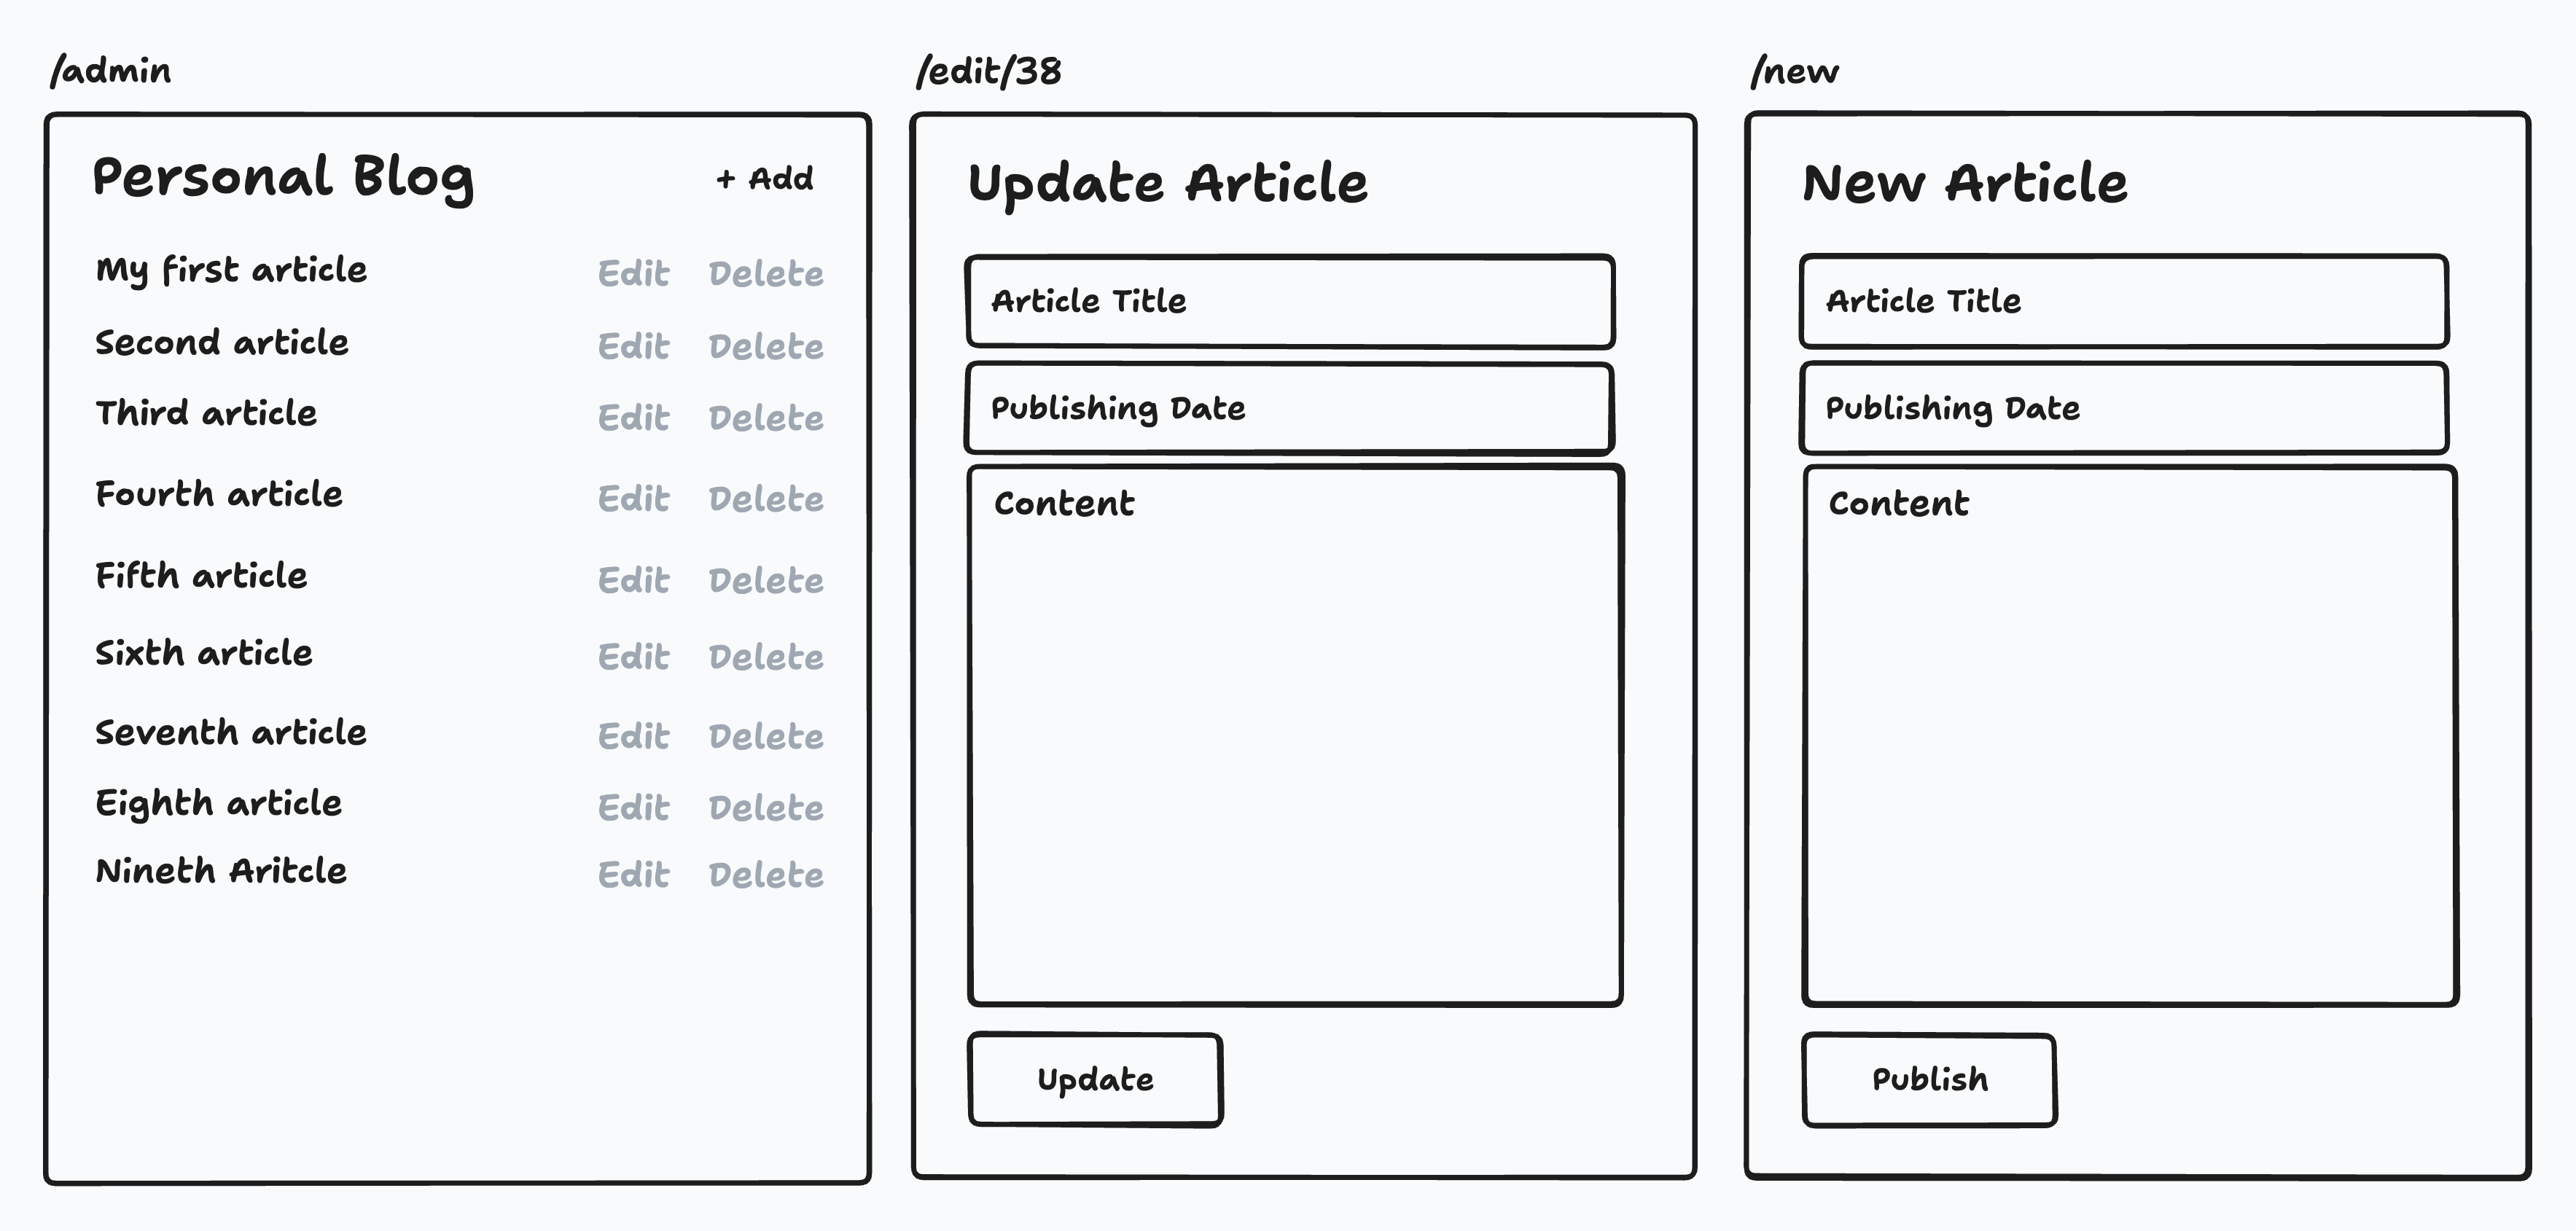 /admin
Personal Blog + Add
My first article Edit Delete
Second article Edit Delete
Third article Edit Delete
Fourth article Edit Delete
Fifth article Edit Delete
Sixth article Edit Delete
Seventh article Edit Delete
Eighth article Edit Delete
Nineth Aritcle Edit Delete
/edit/38
Update Article
Article Title
Publishing Date
Content
Update
/new
New Article
Article Title
Publishing Date
Content
Publish